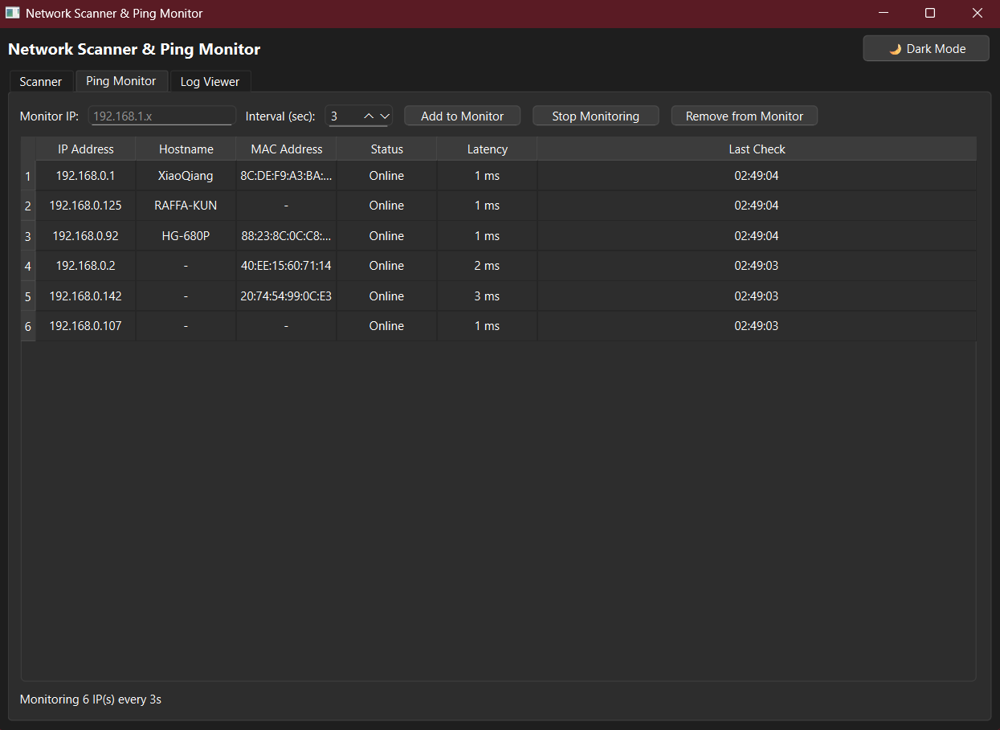 Network Scanner & Ping Monitor
Network Scanner & Ping Monitor
🌙 Dark Mode
Scanner Ping Monitor Log Viewer
Monitor IP: 192.168.1.x Interval (sec): 3 Add to Monitor Stop Monitoring Remove from Monitor
IP Address Hostname MAC Address Status Latency Last Check
1 192.168.0.1 XiaoQiang 8C:DE:F9:A3:BA:... Online 1 ms 02:49:04
2 192.168.0.125 RAFFA-KUN - Online 1 ms 02:49:04
3 192.168.0.92 HG-680P 88:23:8C:0C:C8:... Online 1 ms 02:49:04
4 192.168.0.2 - 40:EE:15:60:71:14 Online 2 ms 02:49:03
5 192.168.0.142 - 20:74:54:99:0C:E3 Online 3 ms 02:49:03
6 192.168.0.107 - - Online 1 ms 02:49:03
Monitoring 6 IP(s) every 3s